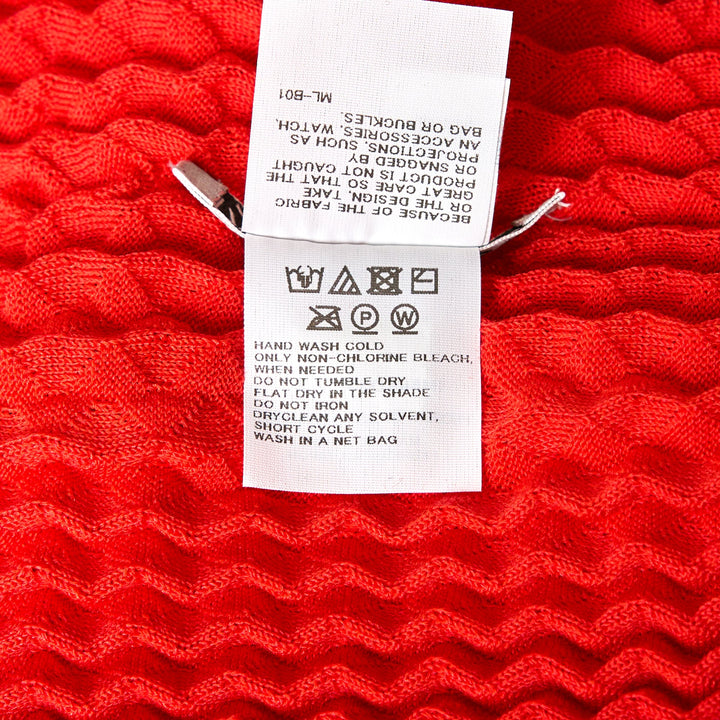 BECAUSE OF THE FABRIC
OR THE DESIGN, TAKE
GREAT CARE SO THAT THE
PRODUCT IS NOT CAUGHT
OR SNAGGED BY
PROJECTIONS, SUCH AS
AN ACCESSORIES, WATCH,
BAG OR BUCKLES.
ML-B01
P W
HAND WASH COLD
ONLY NON-CHLORINE BLEACH,
WHEN NEEDED
DO NOT TUMBLE DRY
FLAT DRY IN THE SHADE
DO NOT IRON
DRYCLEAN ANY SOLVENT,
SHORT CYCLE
WASH IN A NET BAG